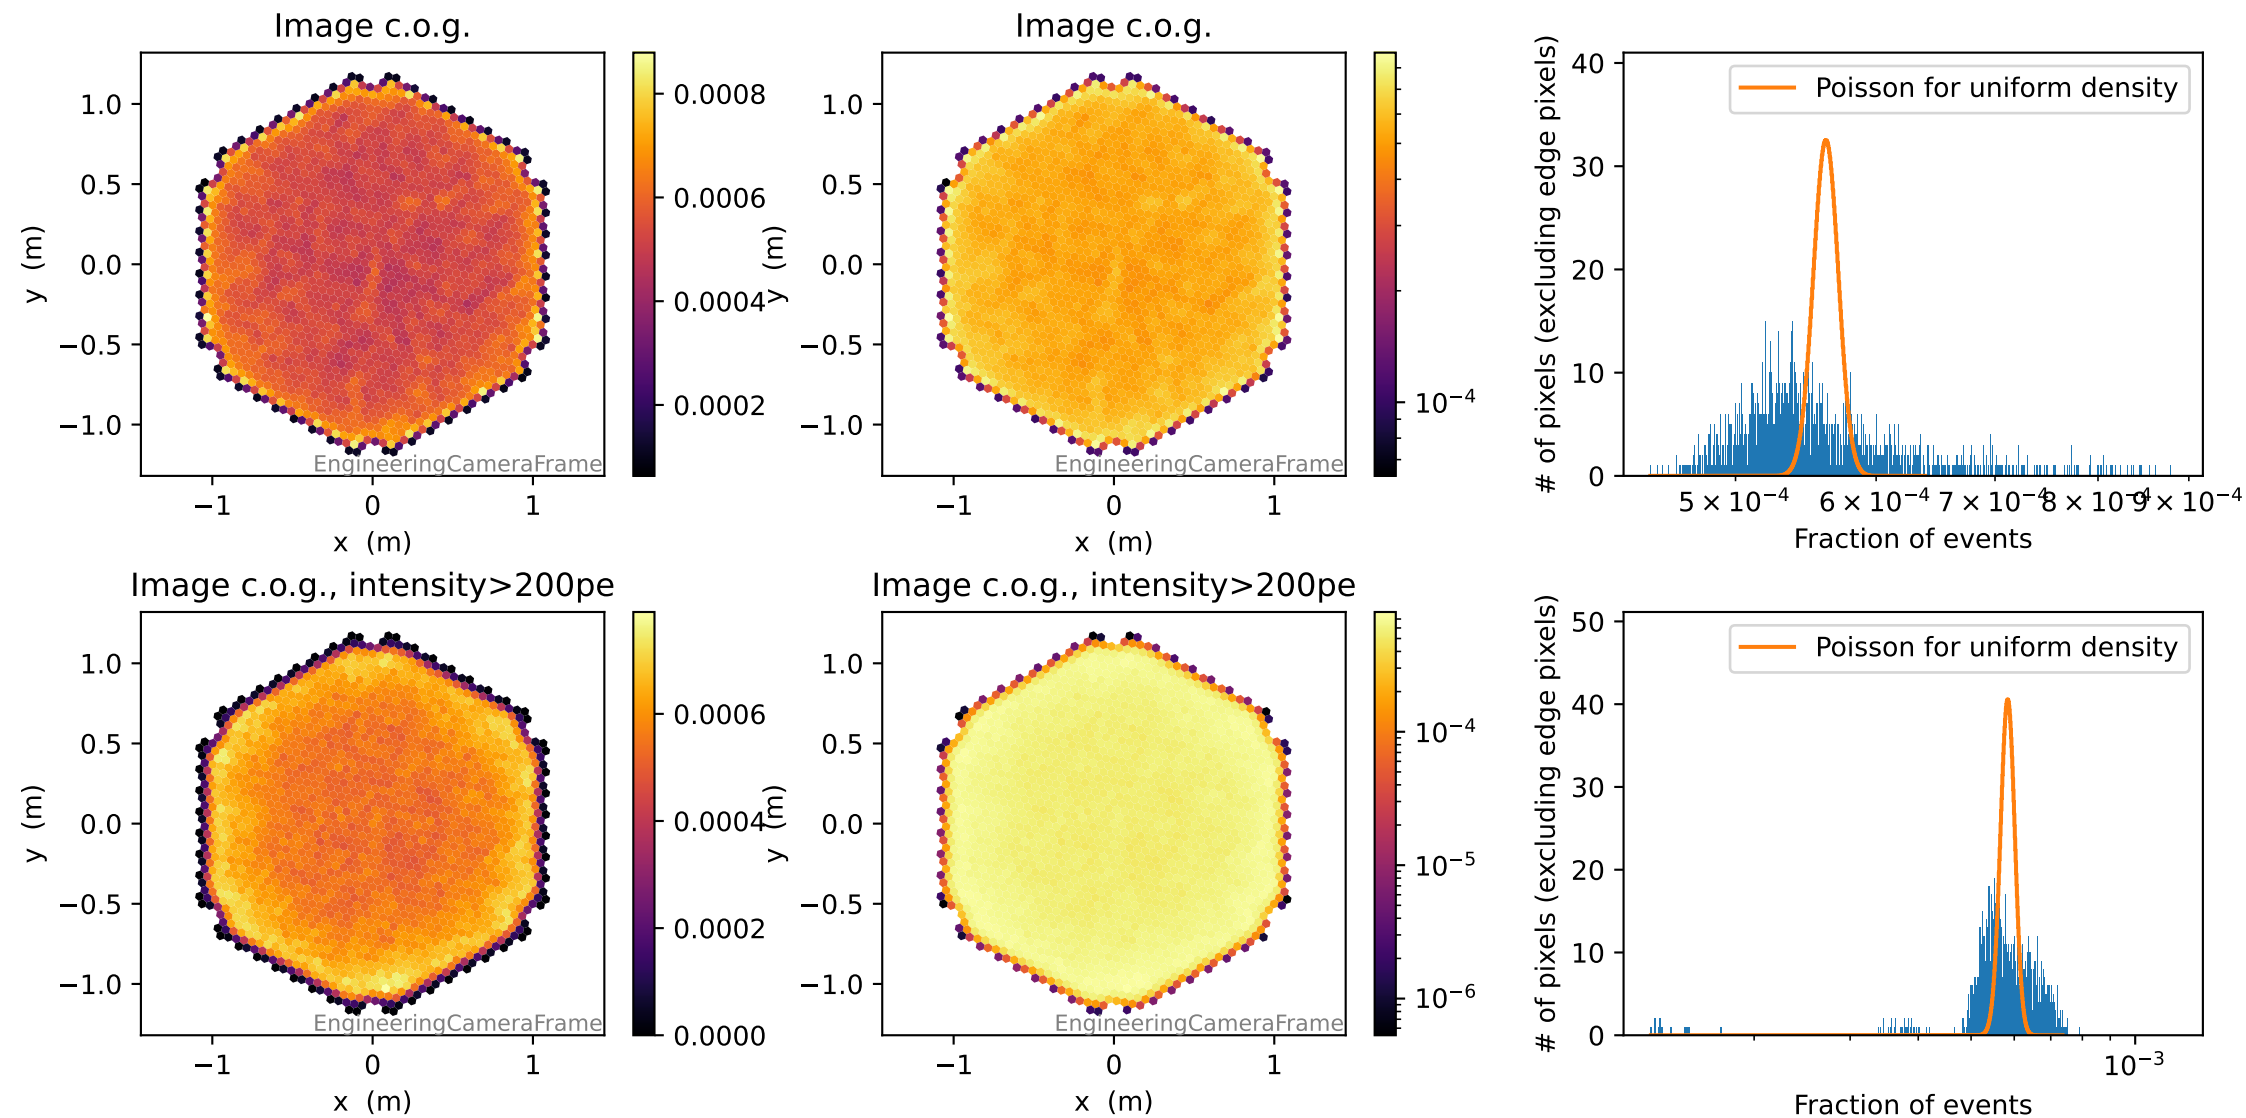 Image c.o.g.
1.0
0.5
0.0
−0.5
−1.0
y (m)
−1
0
1
x (m)
EngineeringCameraFrame
0.0008
0.0006
0.0004
0.0002
Image c.o.g.
1.0
0.5
0.0
−0.5
−1.0
y (m)
−1
0
1
x (m)
EngineeringCameraFrame
10⁻⁴
40
30
20
10
0
# of pixels (excluding edge pixels)
Poisson for uniform density
5 × 10⁻⁴
6 × 10⁻⁴
7 × 10⁻⁴
8 × 10⁻⁴
9 × 10⁻⁴
Fraction of events
Image c.o.g., intensity>200pe
1.0
0.5
0.0
−0.5
−1.0
y (m)
−1
0
1
x (m)
EngineeringCameraFrame
0.0006
0.0004
0.0002
0.0000
Image c.o.g., intensity>200pe
1.0
0.5
0.0
−0.5
−1.0
y (m)
−1
0
1
x (m)
EngineeringCameraFrame
10⁻⁴
10⁻⁵
10⁻⁶
50
40
30
20
10
0
# of pixels (excluding edge pixels)
Poisson for uniform density
10⁻³
Fraction of events